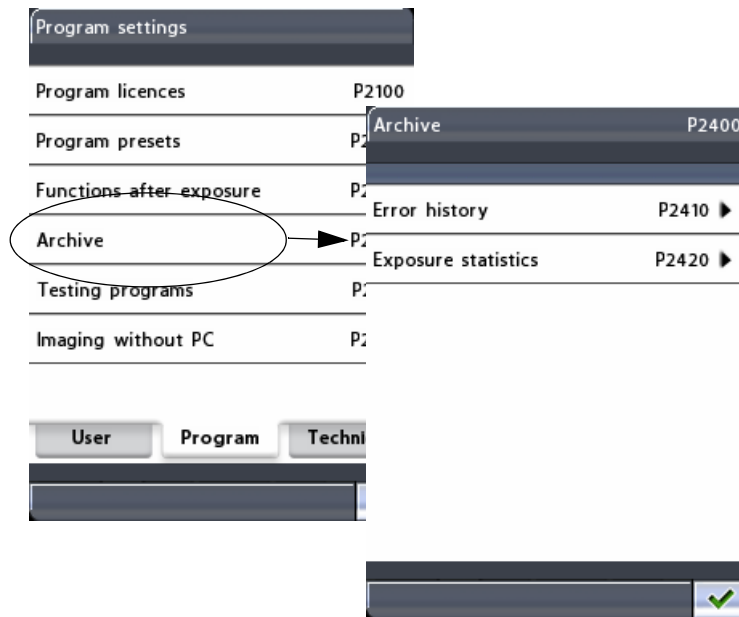 Program settings
Program licences P2100
Program presets
Functions after exposure
Archive
Testing programs
Imaging without PC
User Program
Archive P2400
Error history P2410
Exposure statistics P2420